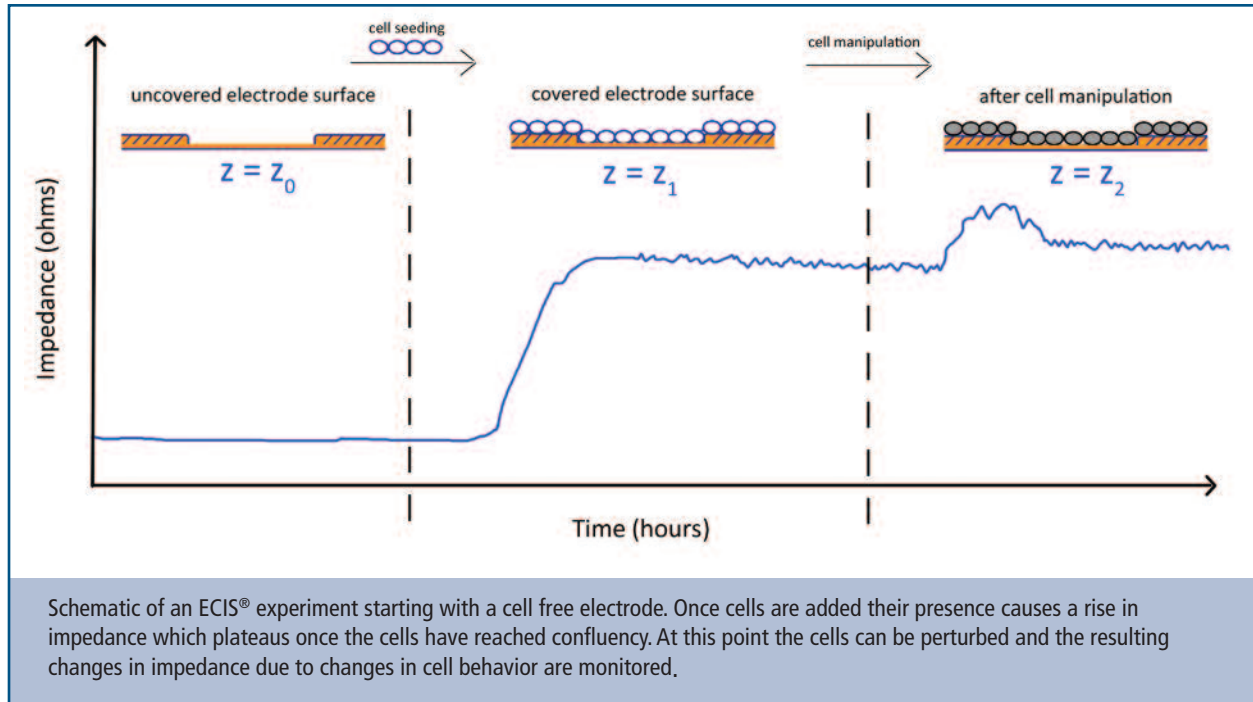 cell seeding
cell manipulation
uncovered electrode surface
covered electrode surface
after cell manipulation
z = z0
z = z1
z = z2
Impedance (ohms)
Time (hours)
Schematic of an ECIS® experiment starting with a cell free electrode. Once cells are added their presence causes a rise in
impedance which plateaus once the cells have reached confluency. At this point the cells can be perturbed and the resulting
changes in impedance due to changes in cell behavior are monitored.